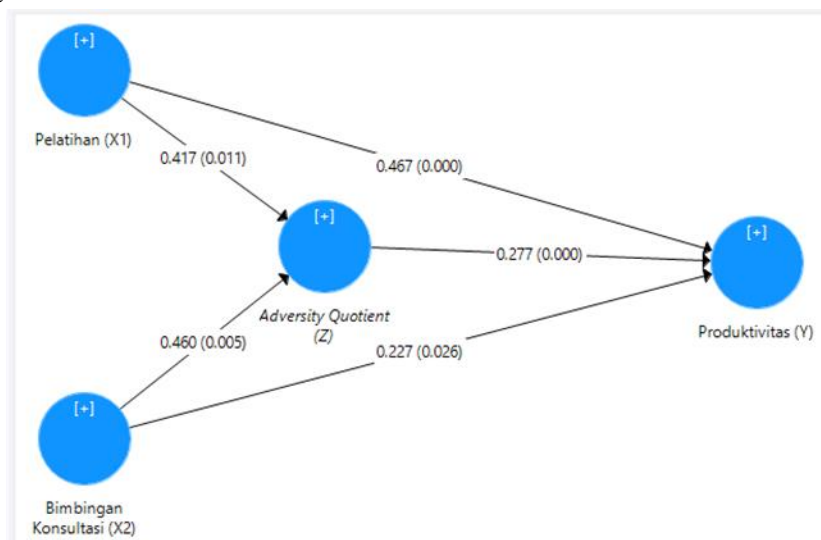 [+]
Pelatihan (X1)
0.417 (0.011)
0.467 (0.000)
[+]
Adversity Quotient
(Z)
0.277 (0.000)
[+]
Produktivitas (Y)
0.460 (0.005)
0.227 (0.026)
[+]
Bimbingan
Konsultasi (X2)